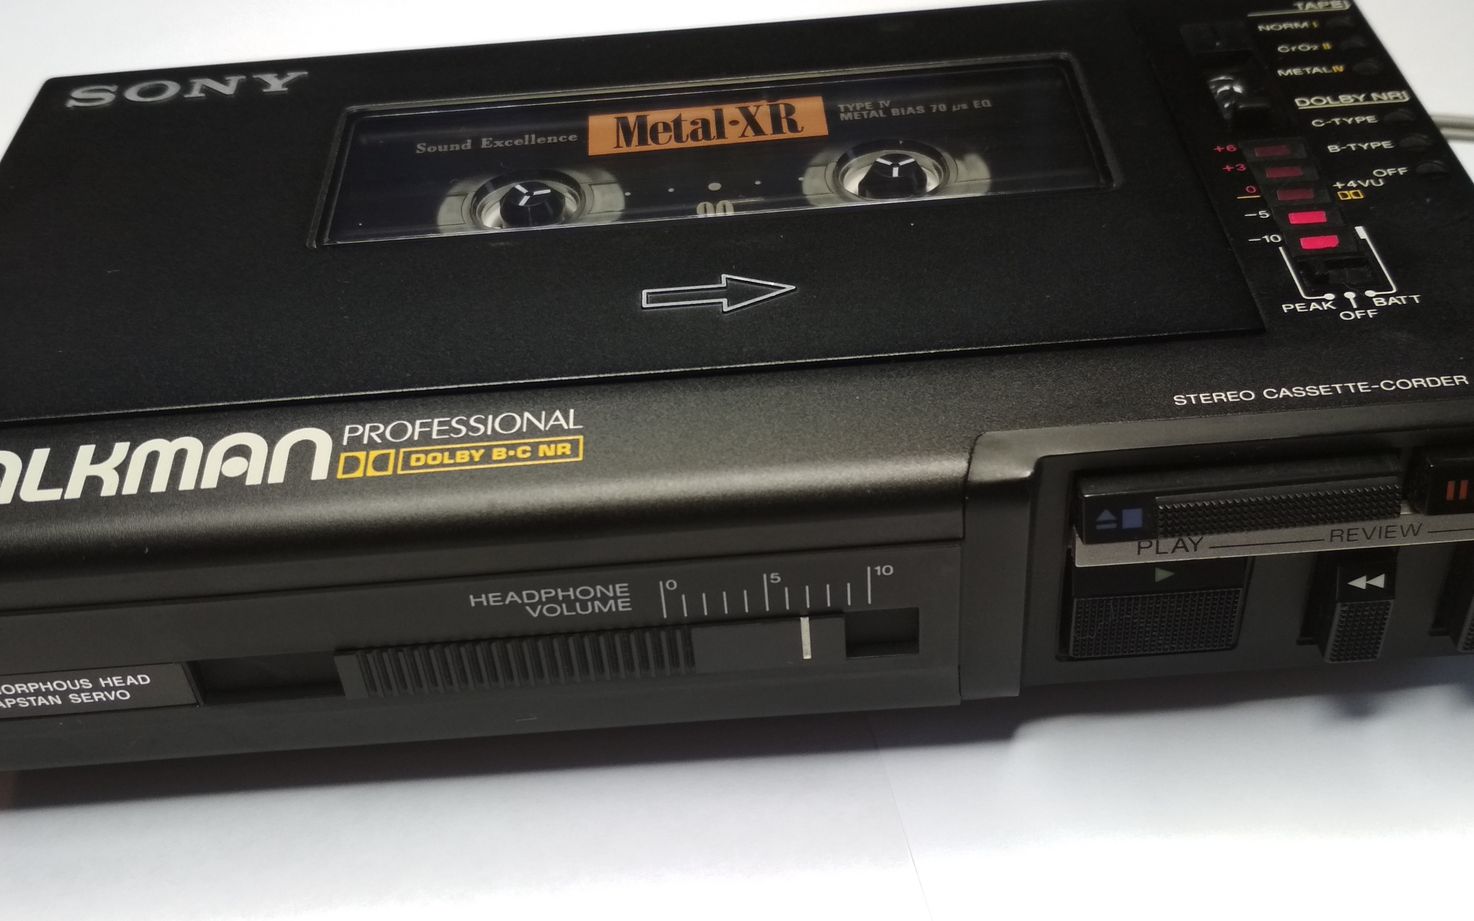 SONY
Sound Excellence
Metal·XR
TYPE IV
METAL BIAS 70 µs EQ
90
TAPE
NORM I
CrO₂ II
METAL IV
DOLBY NR
C-TYPE
B-TYPE
OFF
+6
+3
0
-5
-10
+4VU
PEAK
OFF
BATT
STEREO CASSETTE-CORDER
ALKMAN PROFESSIONAL
DOLBY B·C NR
HEADPHONE
VOLUME
0 5 10
PLAY
REVIEW
ORPHOUS HEAD
APSTAN SERVO